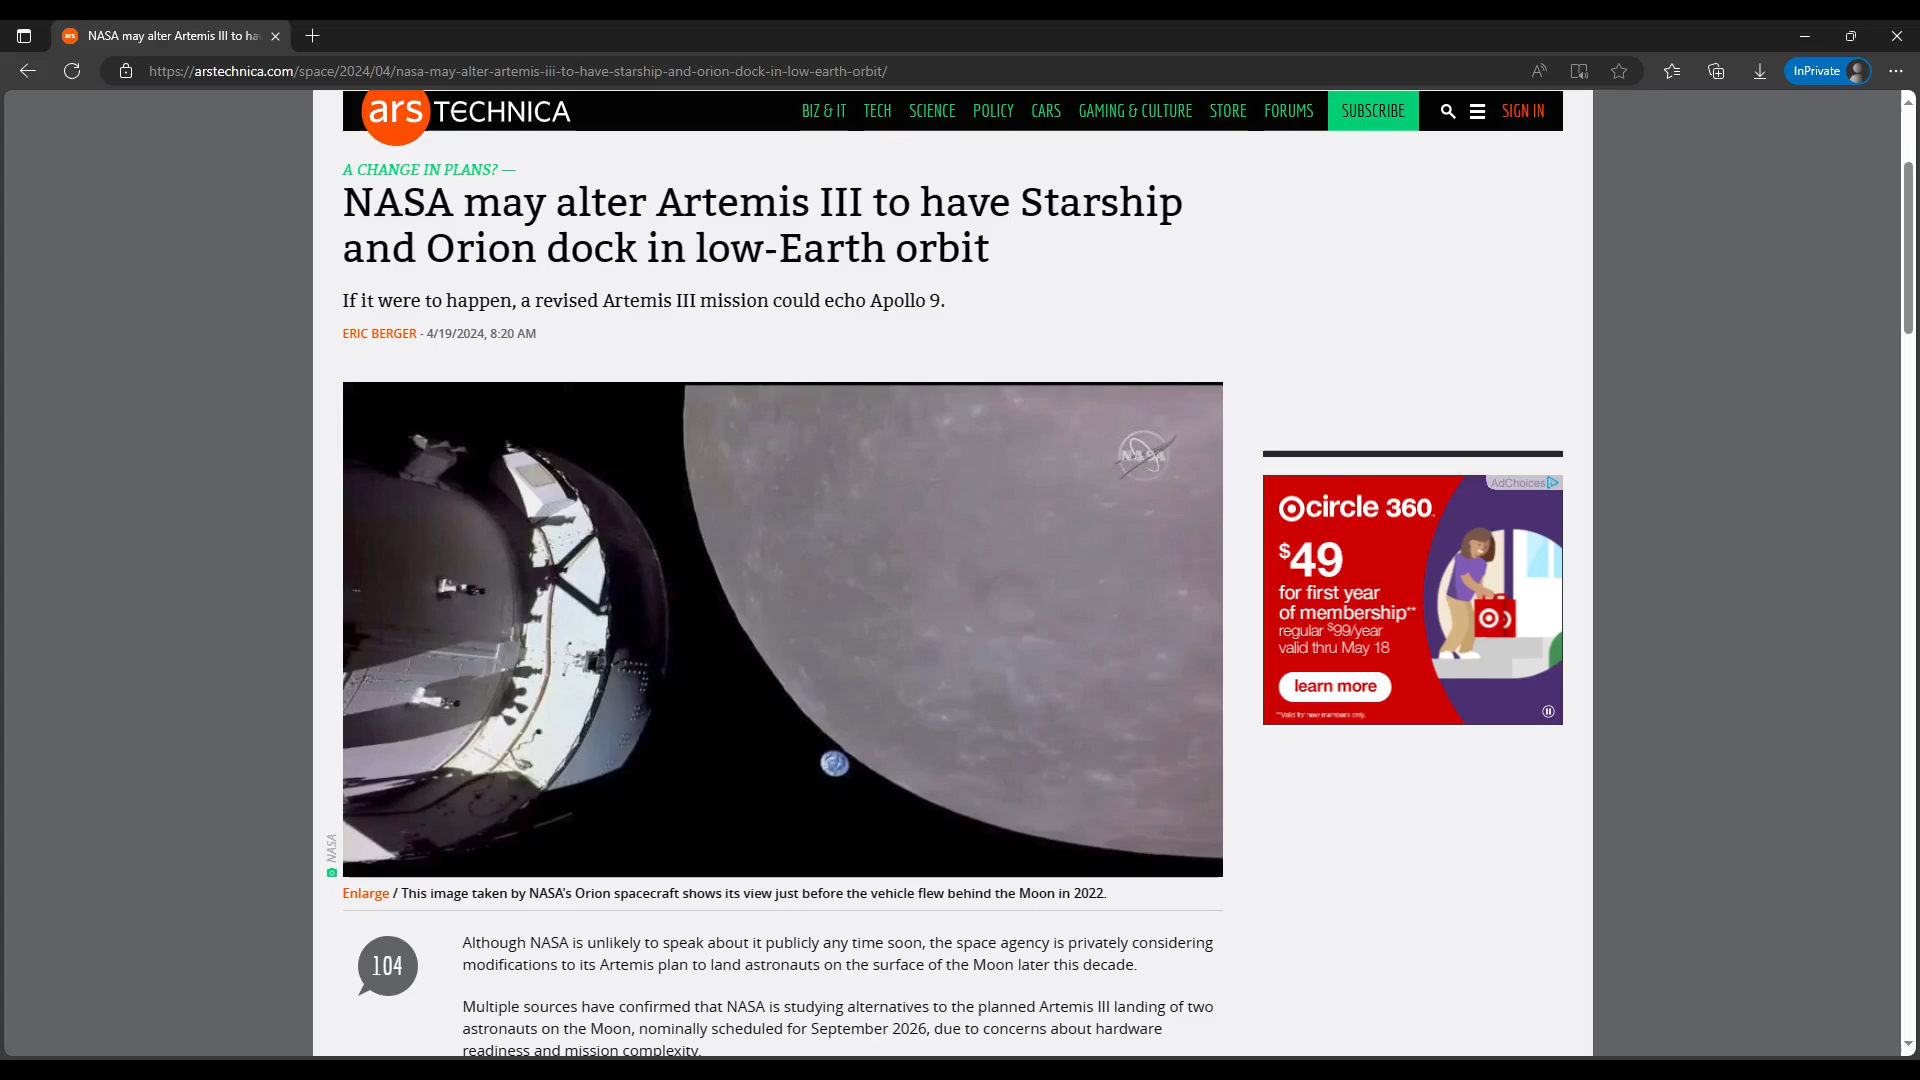 NASA may alter Artemis III to ha
https://arstechnica.com/space/2024/04/nasa-may-alter-artemis-iii-to-have-starship-and-orion-dock-in-low-earth-orbit/
InPrivate
ars TECHNICA
BIZ & IT TECH SCIENCE POLICY CARS GAMING & CULTURE STORE FORUMS SUBSCRIBE SIGN IN
A CHANGE IN PLANS? —
NASA may alter Artemis III to have Starship
and Orion dock in low-Earth orbit
If it were to happen, a revised Artemis III mission could echo Apollo 9.
ERIC BERGER - 4/19/2024, 8:20 AM
NASA
NASA
Enlarge / This image taken by NASA's Orion spacecraft shows its view just before the vehicle flew behind the Moon in 2022.
AdChoices
circle 360.
$49
for first year
of membership**
regular $99/year
valid thru May 18
learn more
**Valid for new members only.
104
Although NASA is unlikely to speak about it publicly any time soon, the space agency is privately considering
modifications to its Artemis plan to land astronauts on the surface of the Moon later this decade.
Multiple sources have confirmed that NASA is studying alternatives to the planned Artemis III landing of two
astronauts on the Moon, nominally scheduled for September 2026, due to concerns about hardware
readiness and mission complexity.